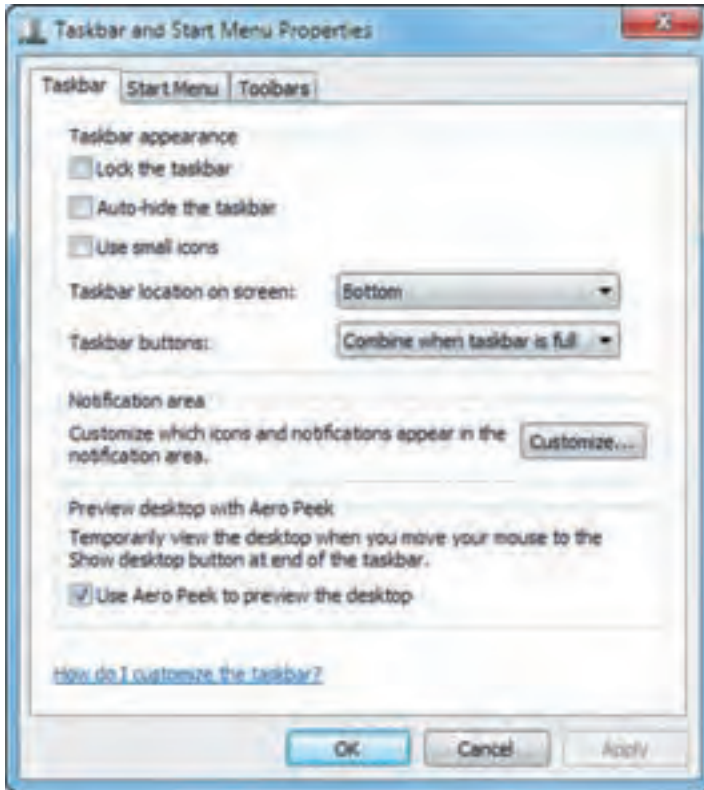 Taskbar and Start Menu Properties
Taskbar Start Menu Toolbars
Taskbar appearance
Lock the taskbar
Auto-hide the taskbar
Use small icons
Taskbar location on screen: Bottom
Taskbar buttons: Combine when taskbar is full
Notification area
Customize which icons and notifications appear in the
notification area.
Customize...
Preview desktop with Aero Peek
Temporarily view the desktop when you move your mouse to the
Show desktop button at end of the taskbar.
Use Aero Peek to preview the desktop
How do I customize the taskbar?
OK Cancel Apply